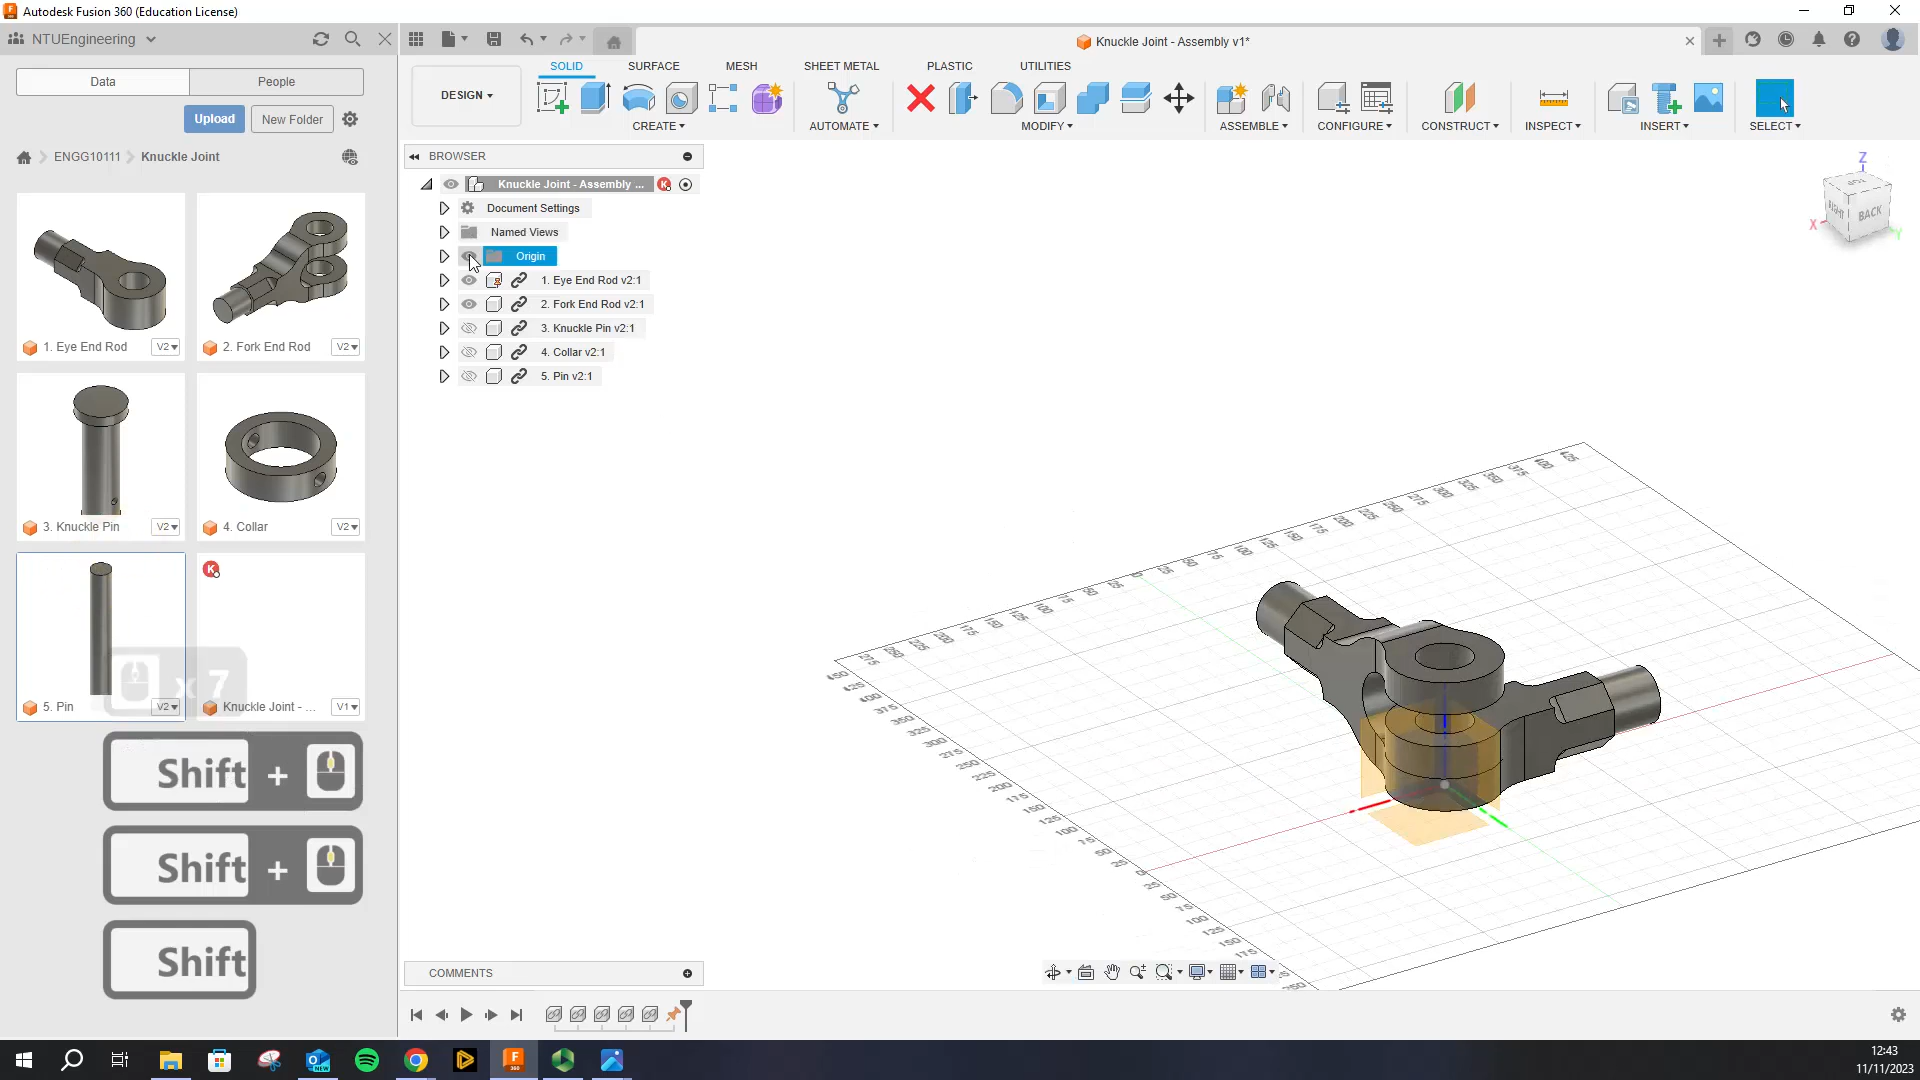 Autodesk Fusion 360 (Education License)
NTUEngineering
Knuckle Joint - Assembly v1*
Data
People
Upload
New Folder
ENGG10111
Knuckle Joint
1. Eye End Rod
V2
2. Fork End Rod
V2
3. Knuckle Pin
V2
4. Collar
V2
K
5. Pin
V2
Knuckle Joint - ...
V1
x 7
Shift +
Shift +
Shift
DESIGN
SOLID
SURFACE
MESH
SHEET METAL
PLASTIC
UTILITIES
CREATE
AUTOMATE
MODIFY
ASSEMBLE
CONFIGURE
CONSTRUCT
INSPECT
INSERT
SELECT
BROWSER
Knuckle Joint - Assembly ...
K
Document Settings
Named Views
Origin
1. Eye End Rod v2:1
2. Fork End Rod v2:1
3. Knuckle Pin v2:1
4. Collar v2:1
5. Pin v2:1
Z
TOP
RIGHT
BACK
X
Y
COMMENTS
12:43
11/11/2023